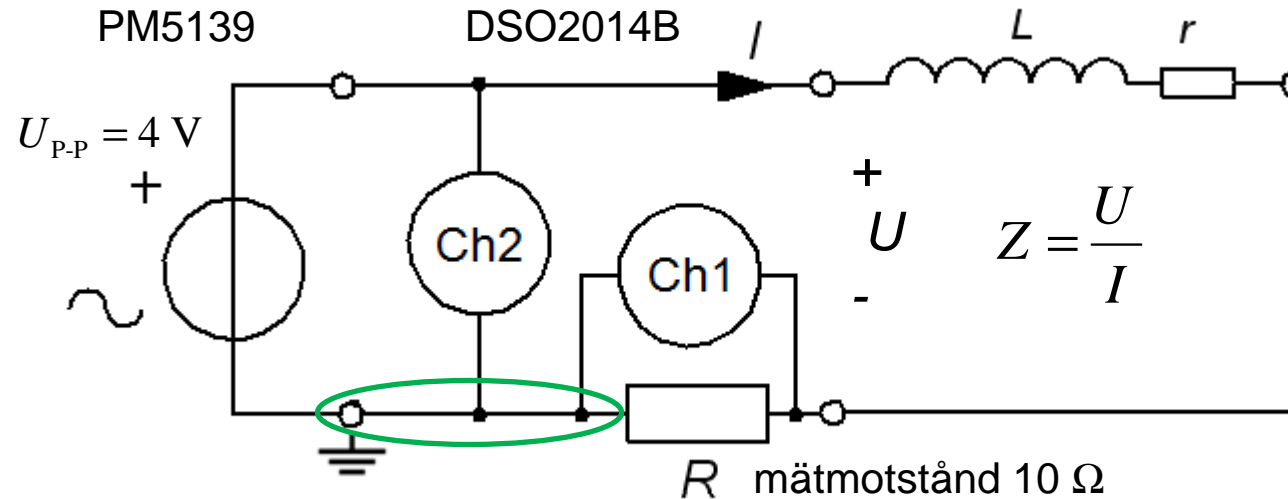 PM5139 DSO2014B
I L r
U_P-P = 4 V
+
Ch2
Ch1
+
U
-
Z = U/I
R mätmotstånd 10 Ω